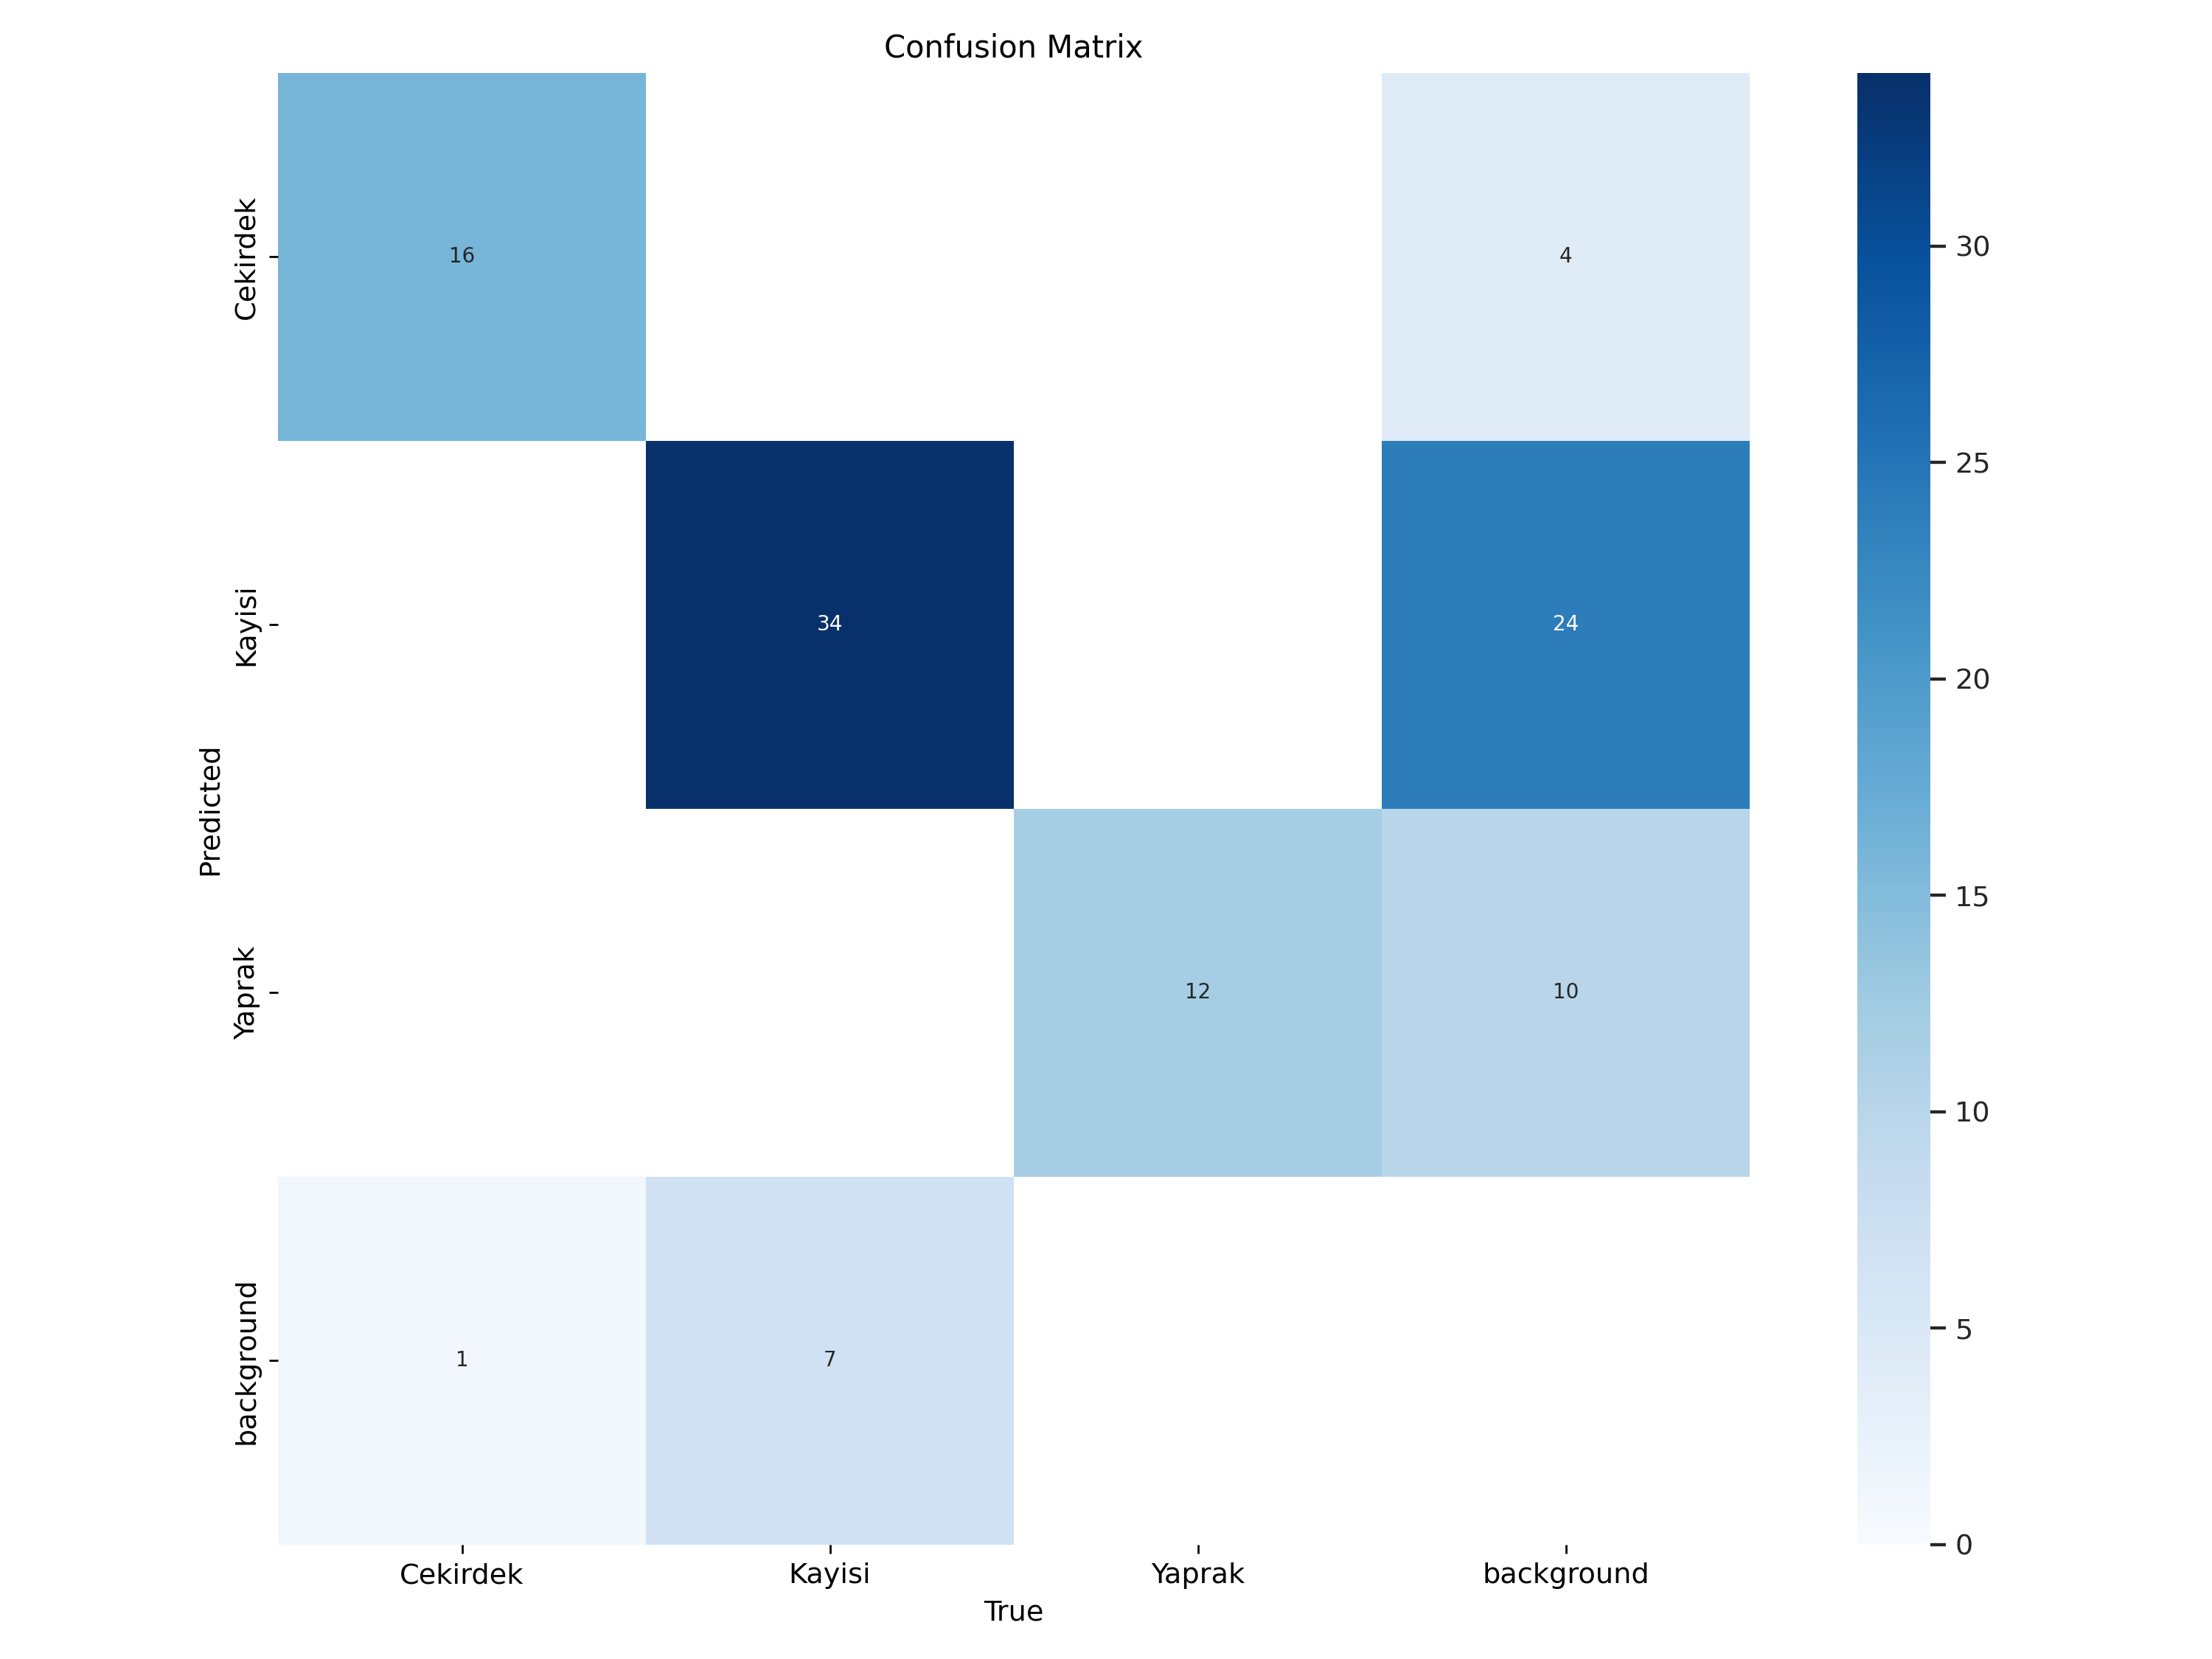 Confusion Matrix
Cekirdek
16
4
30
25
Kayisi
34
24
20
Predicted
15
Yaprak
12
10
10
background
1
7
5
0
Cekirdek
Kayisi
Yaprak
background
True